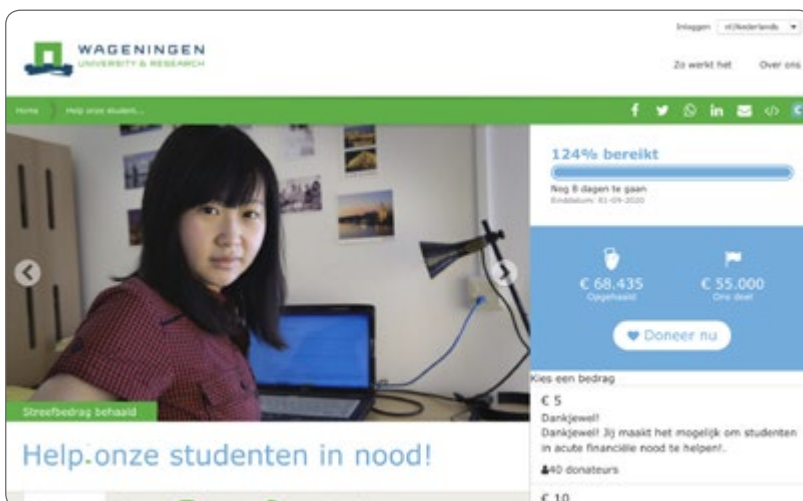 Inloggen nl/Nederlands
WAGENINGEN
UNIVERSITY & RESEARCH
Zo werkt het Over ons
Home Help onze student...
124% bereikt
Nog 8 dagen te gaan
Einddatum: 01-09-2020
€ 68.435 € 55.000
Opgehaald Ons doel
Doneer nu
Kies een bedrag
€ 5
Dankjewel!
Dankjewel! Jij maakt het mogelijk om studenten
in acute financiële nood te helpen!.
40 donateurs
€ 10
Streefbedrag behaald
Help onze studenten in nood!